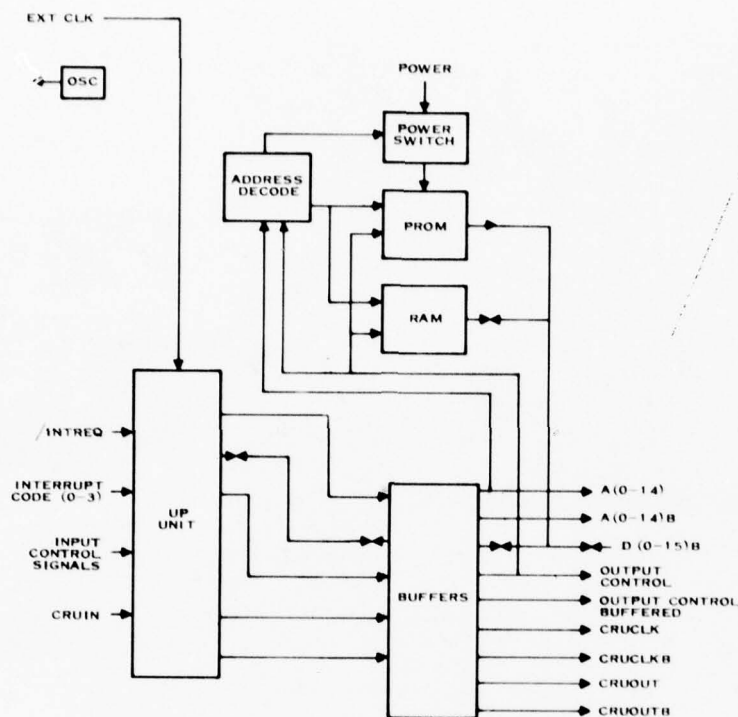 EXT CLK
OSC
POWER
POWER
SWITCH
ADDRESS
DECODE
PROM
RAM
INTREQ
INTERRUPT
CODE (0-3)
INPUT
CONTROL
SIGNALS
CRUIN
UP
UNIT
BUFFERS
A(0-14)
A(0-14)B
D(0-15)B
OUTPUT
CONTROL
OUTPUT CONTROL
BUFFERED
CRUCLK
CRUCLKB
CRUOUT
CRUOUTB